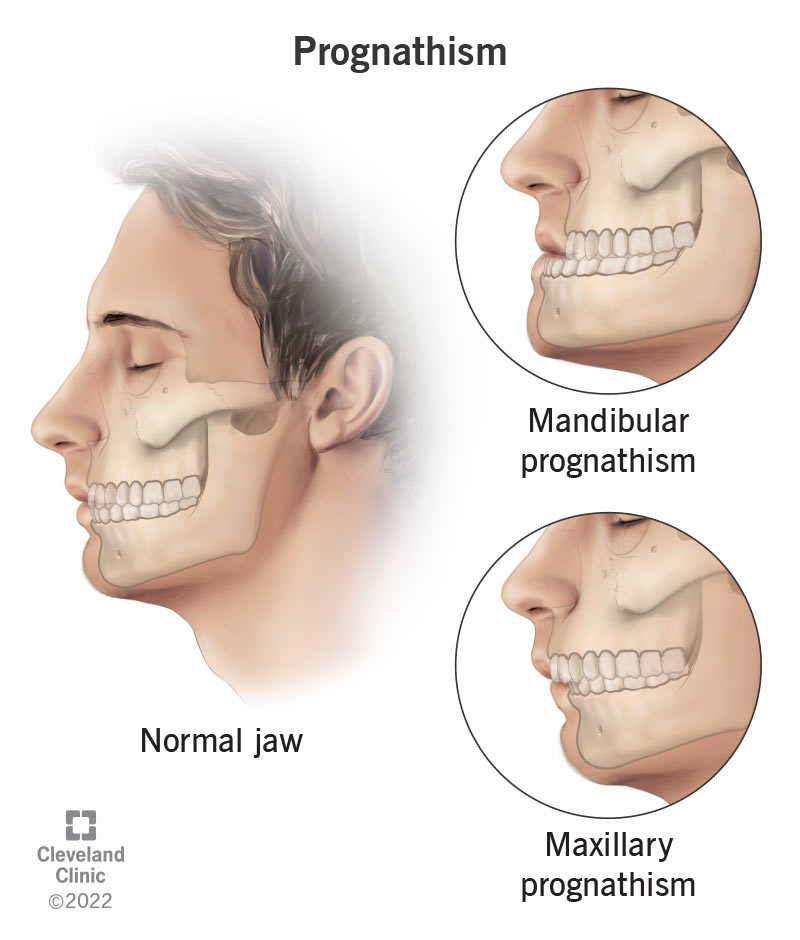 Prognathism
Mandibular
prognathism
Normal jaw
Maxillary
prognathism
Cleveland
Clinic
©2022